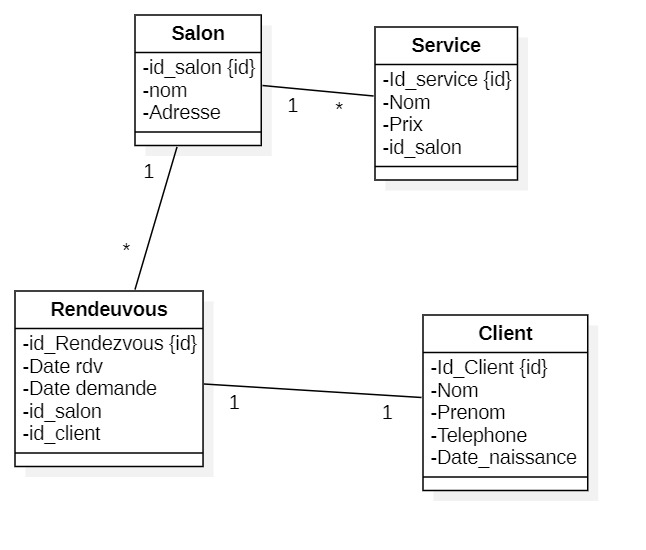 Salon
-id_salon {id}
-nom
-Adresse
1
*
Service
-Id_service {id}
-Nom
-Prix
-id_salon
1
*
Rendeuvous
-id_Rendezvous {id}
-Date rdv
-Date demande
-id_salon
-id_client
1
1
Client
-Id_Client {id}
-Nom
-Prenom
-Telephone
-Date_naissance